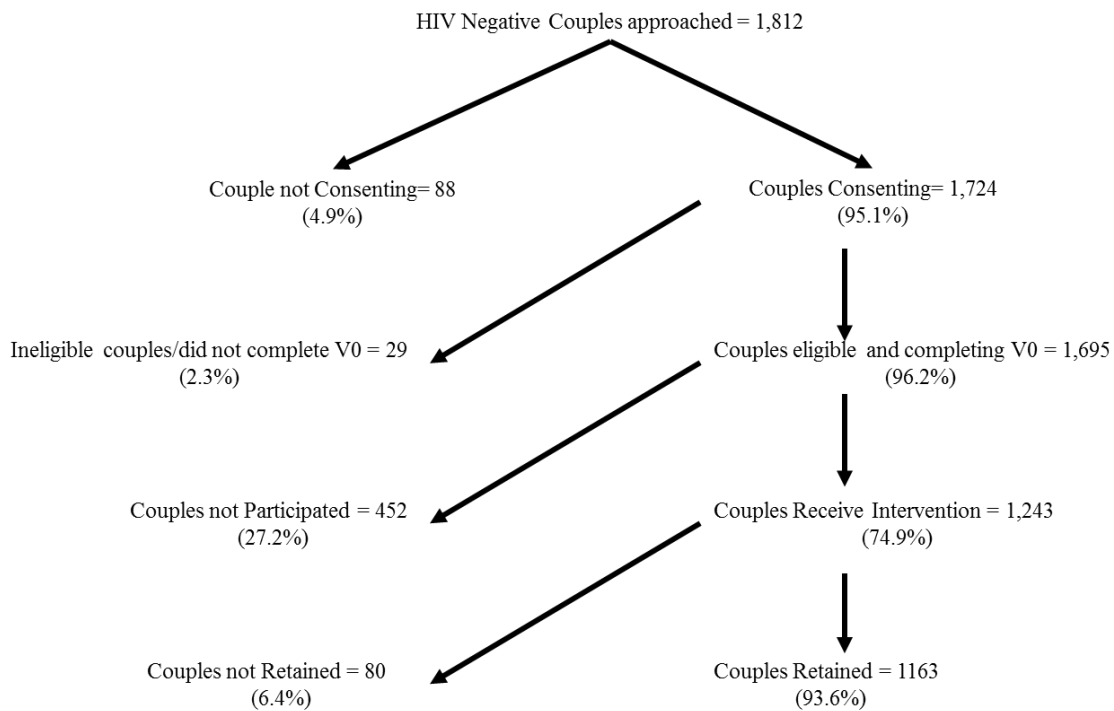 HIV Negative Couples approached = 1,812
Couple not Consenting= 88
(4.9%)
Couples Consenting= 1,724
(95.1%)
Ineligible couples/did not complete V0 = 29
(2.3%)
Couples eligible and completing V0 = 1,695
(96.2%)
Couples not Participated = 452
(27.2%)
Couples Receive Intervention = 1,243
(74.9%)
Couples not Retained = 80
(6.4%)
Couples Retained = 1163
(93.6%)